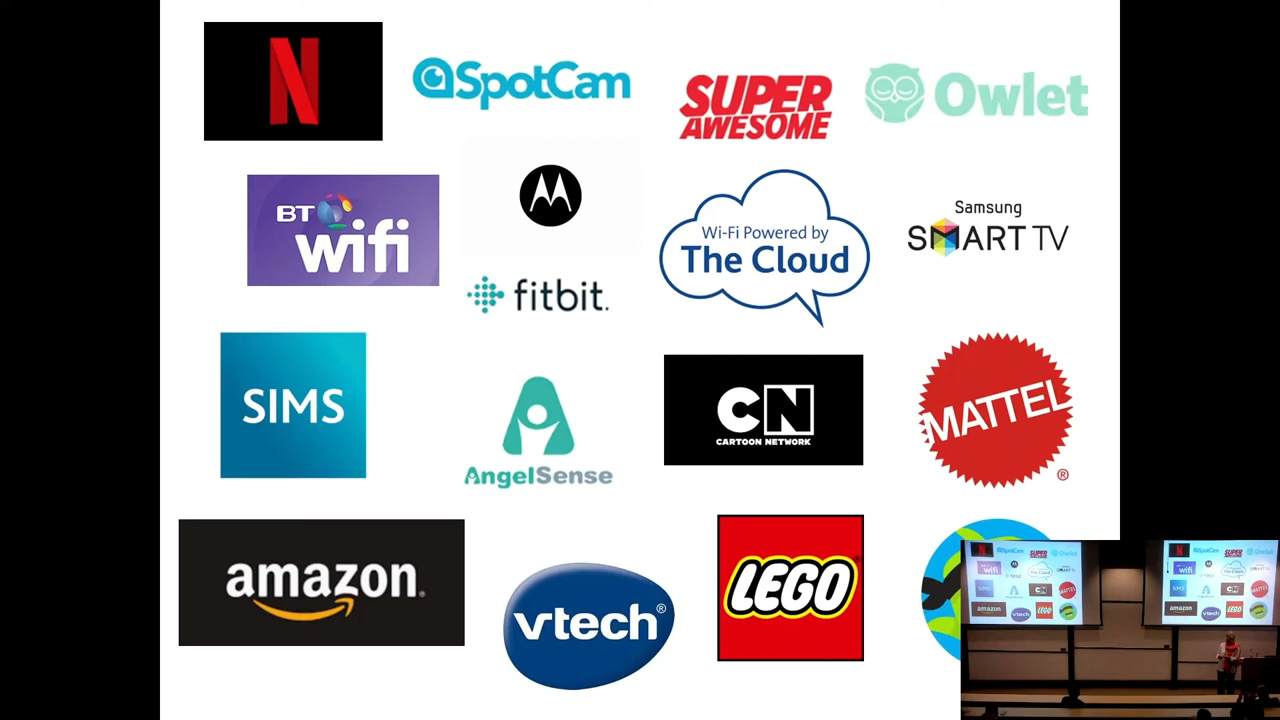 N
SpotCam
SUPER
AWESOME
Owlet
BT
wifi
Wi-Fi Powered by
The Cloud
Samsung
SMART TV
fitbit.
SIMS
AngelSense
CN
CARTOON NETWORK
MATTEL
®
amazon
vtech ®
LEGO